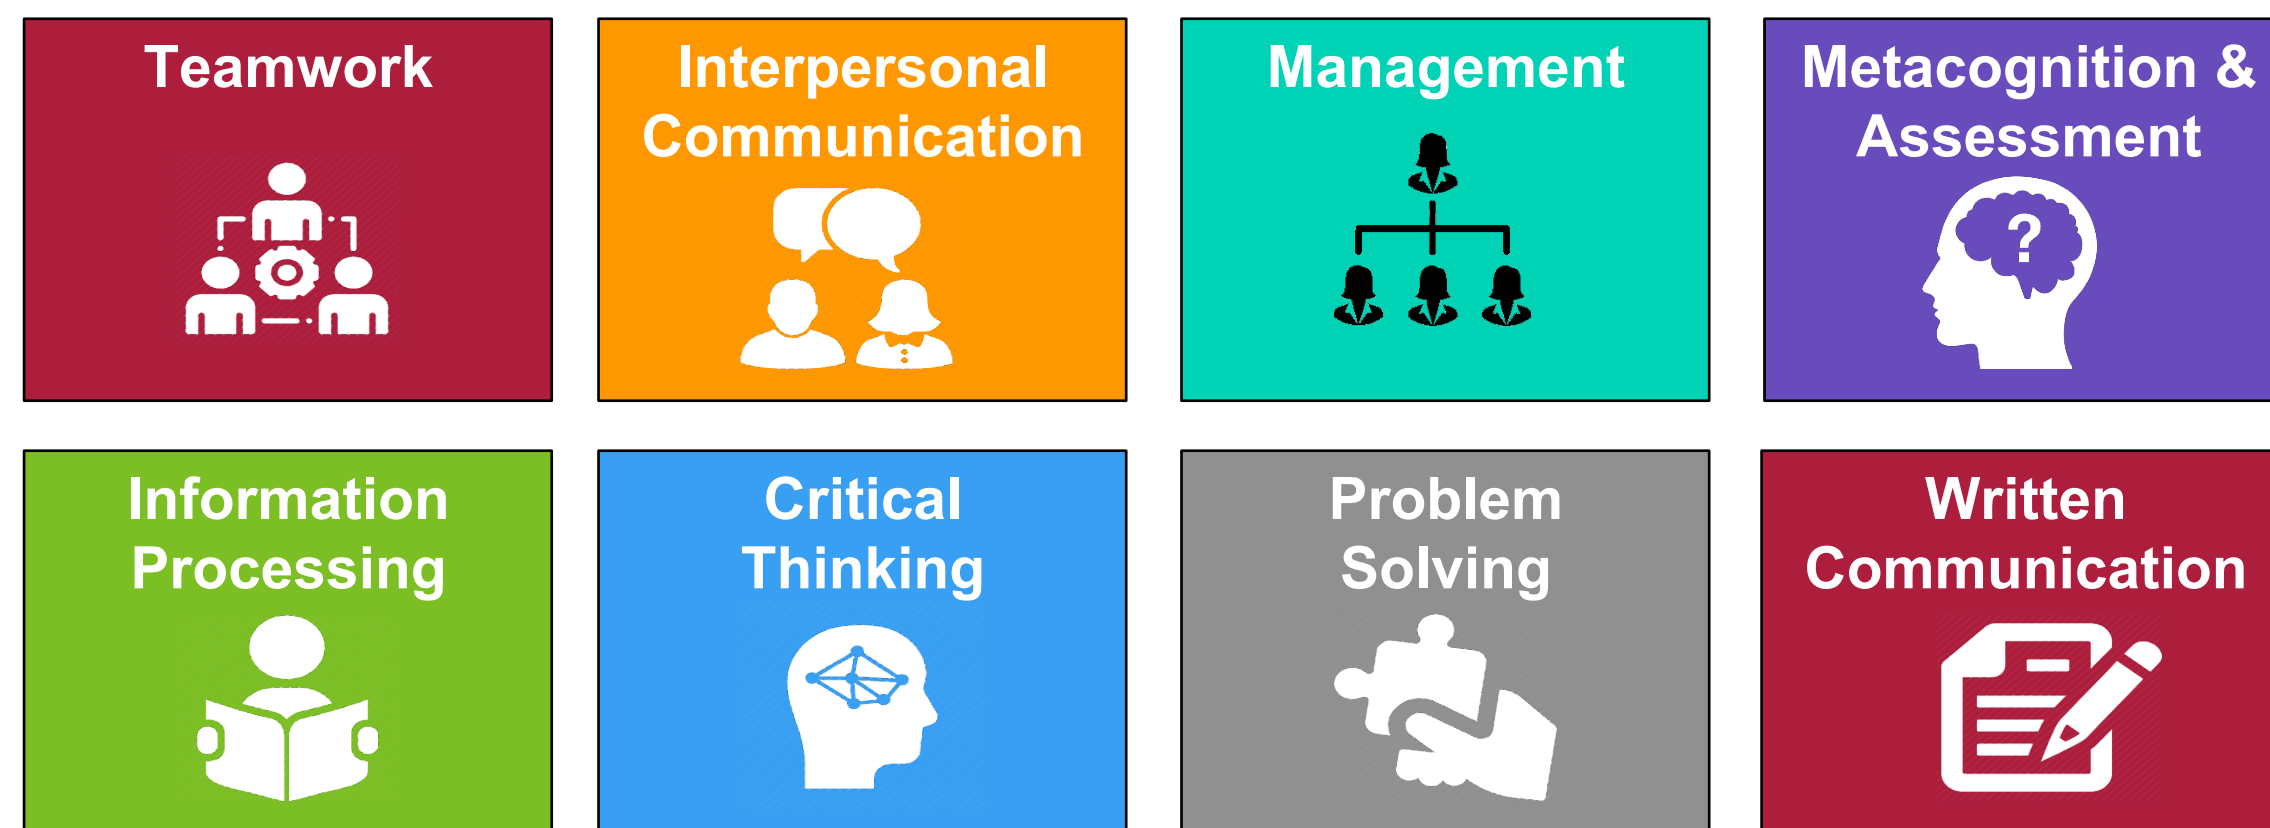 Teamwork
Interpersonal
Communication
Management
Metacognition &
Assessment
?
Information
Processing
Critical
Thinking
Problem
Solving
Written
Communication